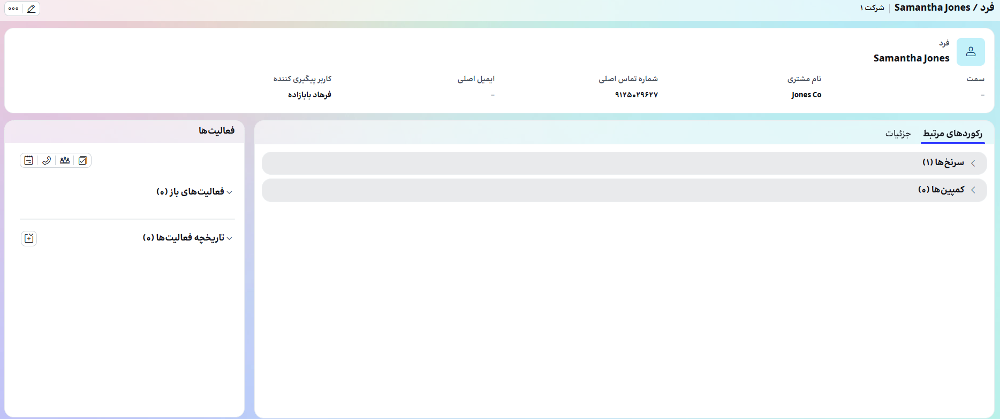 فرد / Samantha Jones | شرکت ۱
فرد
Samantha Jones
سمت
–
نام مشتری
Jones Co
شماره تماس اصلی
۹۱۲۵۰۲۹۶۲۷
ایمیل اصلی
–
کاربر پیگیری کننده
فرهاد بابازاده
رکوردهای مرتبط
جزئیات
سرنخ‌ها (۱)
کمپین‌ها (۰)
فعالیت‌ها
فعالیت‌های باز (۰)
تاریخچه فعالیت‌ها (۰)